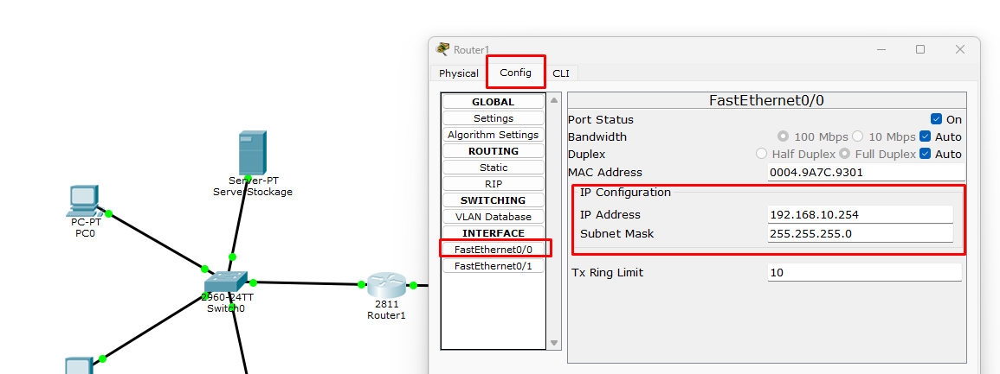 Router1
Physical Config CLI
GLOBAL
Settings
Algorithm Settings
ROUTING
Static
RIP
SWITCHING
VLAN Database
INTERFACE
FastEthernet0/0
FastEthernet0/1
FastEthernet0/0
Port Status On
Bandwidth 100 Mbps 10 Mbps Auto
Duplex Half Duplex Full Duplex Auto
MAC Address 0004.9A7C.9301
IP Configuration
IP Address 192.168.10.254
Subnet Mask 255.255.255.0
Tx Ring Limit 10
Server-PT
ServerStockage
PC-PT
PC0
2960-24TT
Switch0
2811
Router1